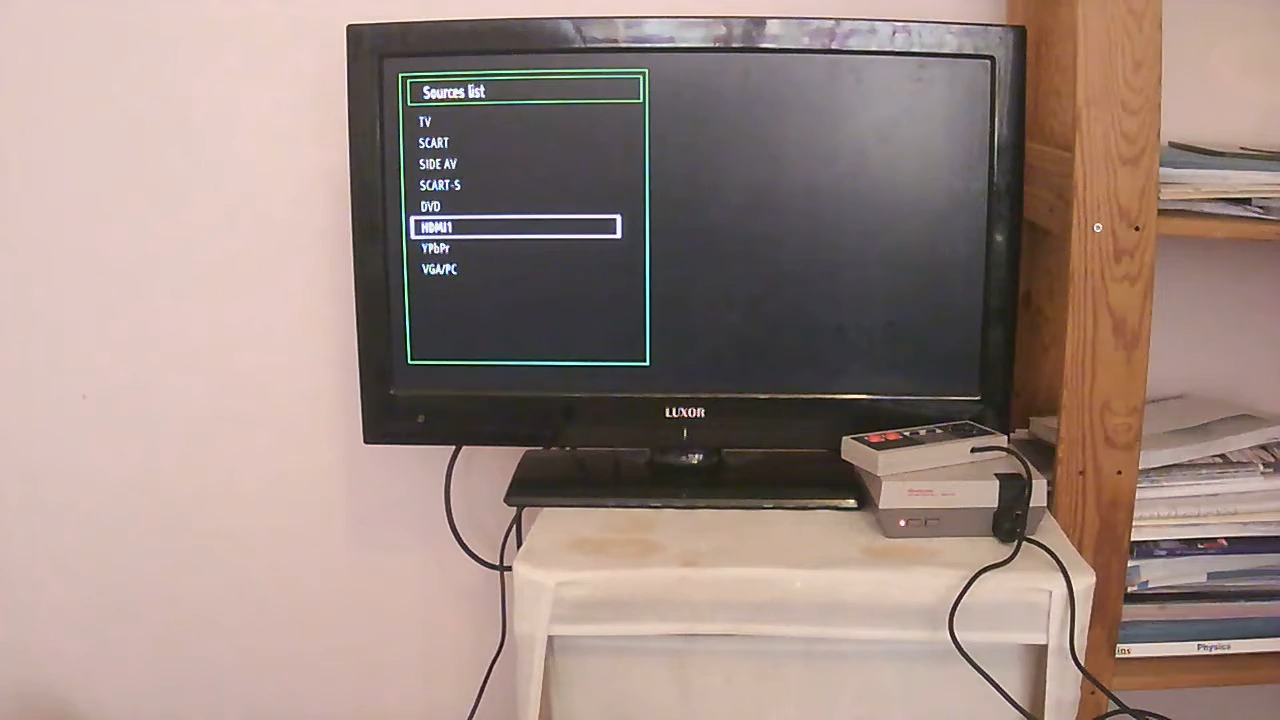 Sources list
TV
SCART
SIDE AV
SCART-S
DVD
HDMI1
YPbPr
VGA/PC
LUXOR
Physics